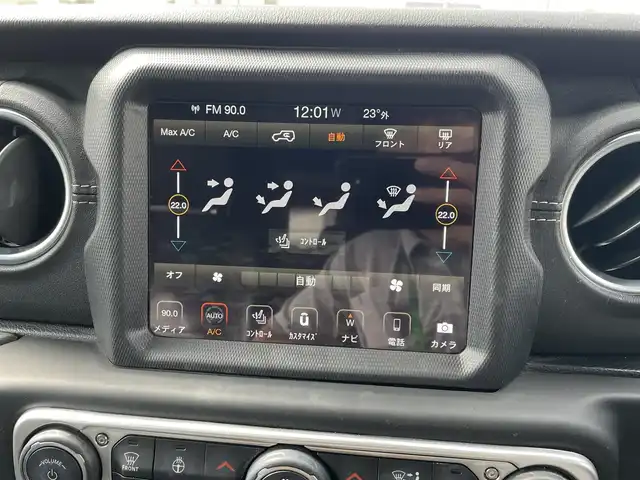 FM 90.0 12:01W 23°外
Max A/C A/C 自動 フロント リア
22.0 22.0
コントロール
オフ 自動 同期
90.0 AUTO W
メディア A/C コントロール カスタマイズ ナビ 電話 カメラ
VOLUME FRONT